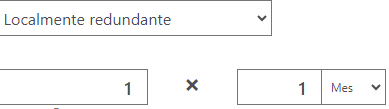 Localmente redundante
1 × 1 Mes